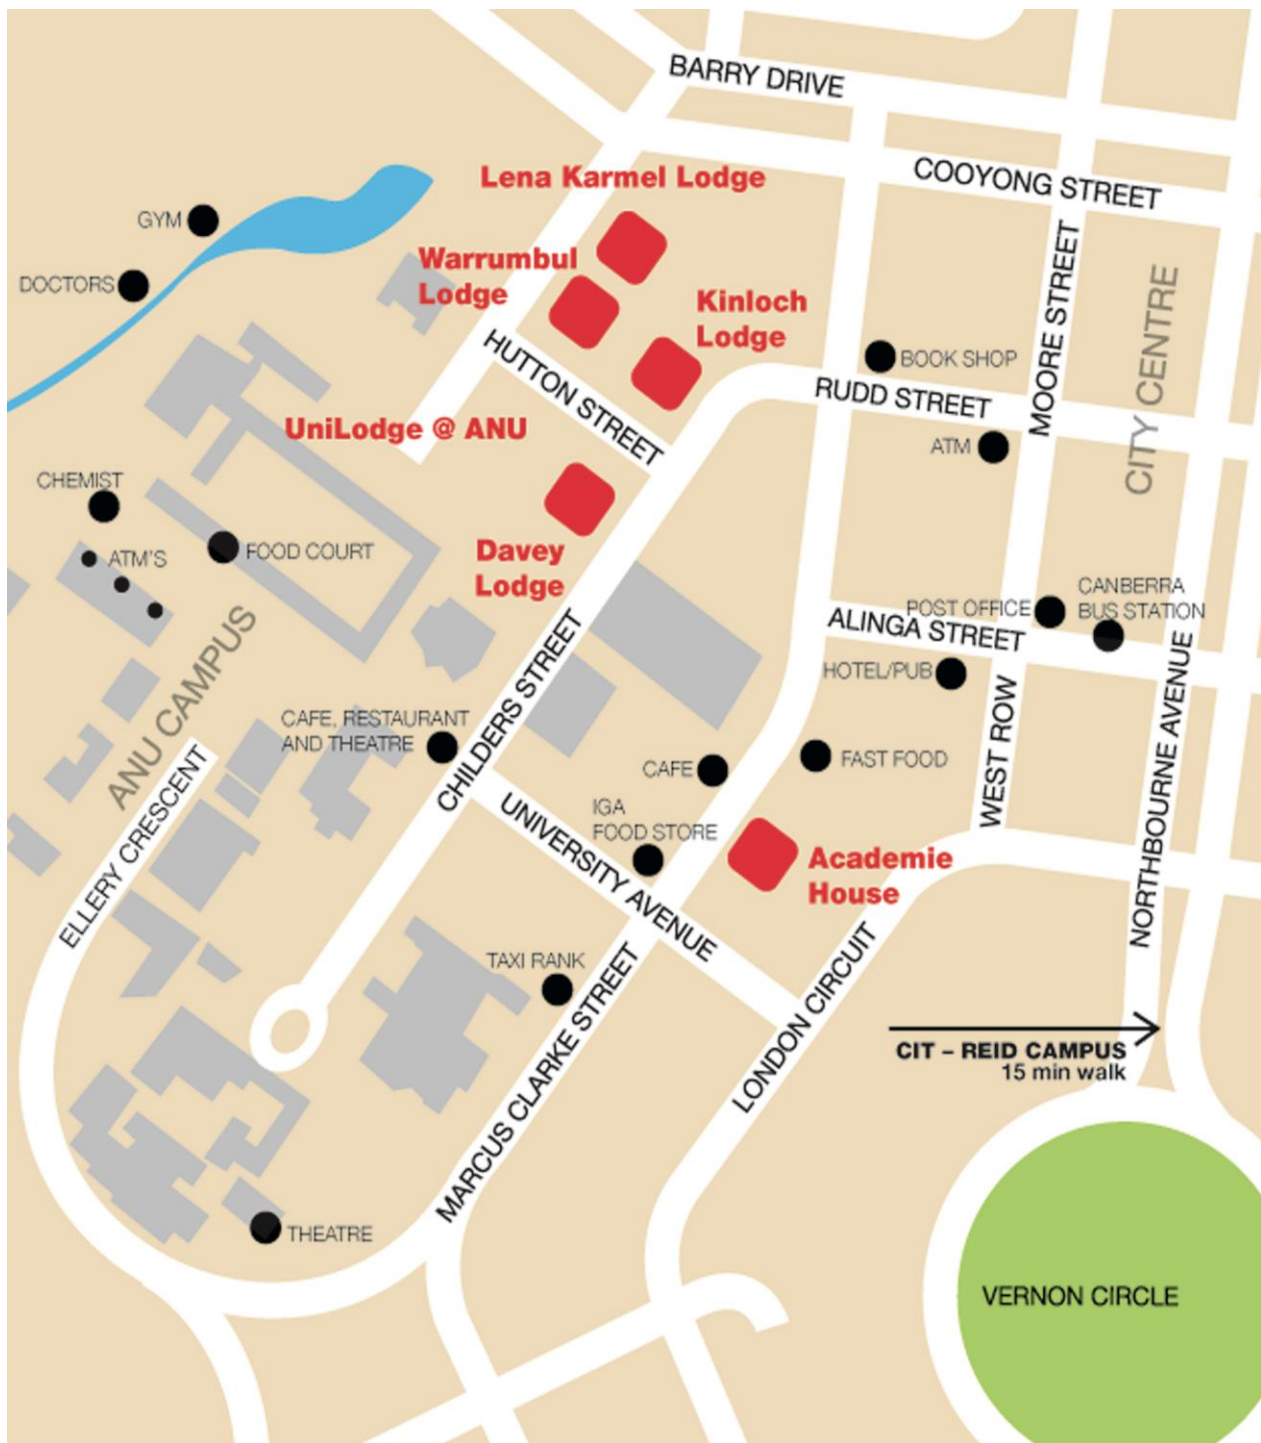 BARRY DRIVE
COOYONG STREET
Lena Karmel Lodge
GYM
Warrumbul
Lodge
DOCTORS
Kinloch
Lodge
MOORE STREET
CITY CENTRE
HUTTON STREET
BOOK SHOP
RUDD STREET
UniLodge @ ANU
ATM
CHEMIST
FOOD COURT
ATM'S
Davey
Lodge
CANBERRA
BUS STATION
POST OFFICE
ALINGA STREET
HOTEL/PUB
ANU CAMPUS
CHILDERS STREET
CAFE, RESTAURANT
AND THEATRE
CAFE
FAST FOOD
WEST ROW
NORTHBOURNE AVENUE
ELLERY CRESCENT
IGA
FOOD STORE
UNIVERSITY AVENUE
Academie
House
TAXI RANK
MARCUS CLARKE STREET
LONDON CIRCUIT
CIT – REID CAMPUS
15 min walk
THEATRE
VERNON CIRCLE